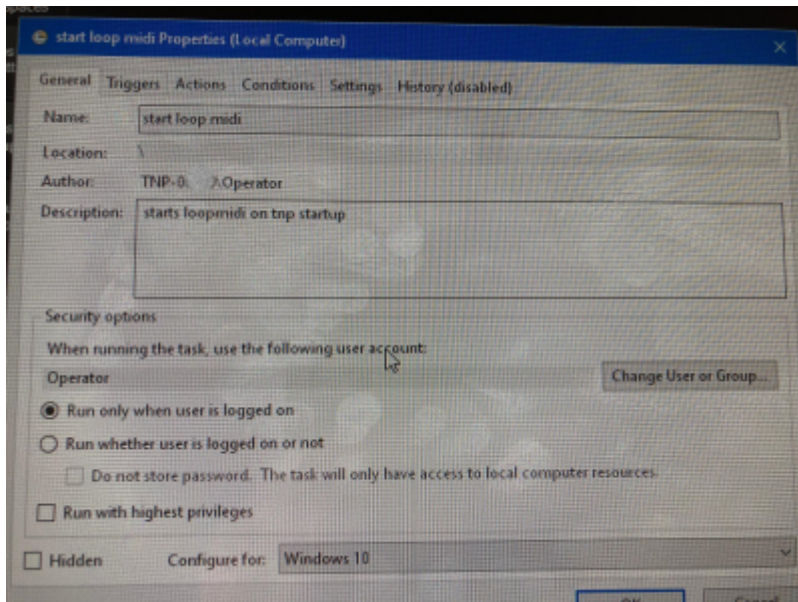 start loop midi Properties (Local Computer)
General Triggers Actions Conditions Settings History (disabled)
Name: start loop midi
Location: \
Author: TNP-0 \Operator
Description: starts loopmidi on tnp startup
Security options
When running the task, use the following user account:
Operator
Change User or Group...
Run only when user is logged on
Run whether user is logged on or not
Do not store password. The task will only have access to local computer resources.
Run with highest privileges
Hidden Configure for: Windows 10
OK Cancel